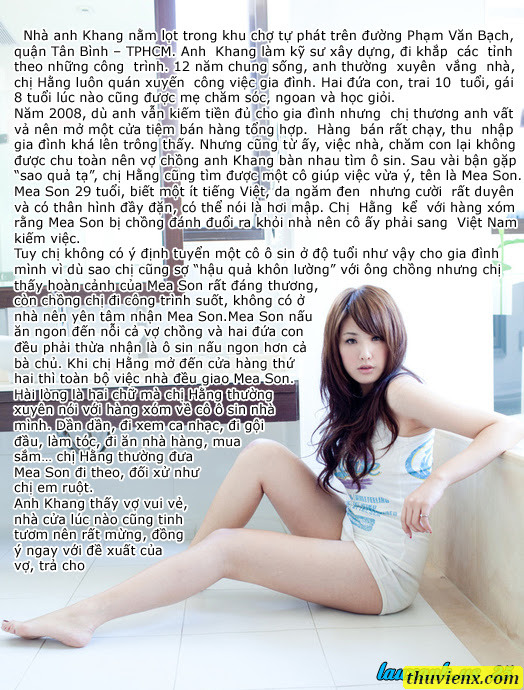 Nhà anh Khang nằm lọt trong khu chợ tự phát trên đường Phạm Văn Bạch,
quận Tân Bình – TPHCM. Anh Khang làm kỹ sư xây dựng, đi khắp các tỉnh
theo những công trình. 12 năm chung sống, anh thường xuyên vắng nhà,
chị Hằng luôn quán xuyến công việc gia đình. Hai đứa con, trai 10 tuổi, gái
8 tuổi lúc nào cũng được mẹ chăm sóc, ngoan và học giỏi.
Năm 2008, dù anh vẫn kiếm tiền đủ cho gia đình nhưng chị thương anh vất
vả nên mở một cửa tiệm bán hàng tổng hợp. Hàng bán rất chạy, thu nhập
gia đình khá lên trông thấy. Nhưng cũng từ ấy, việc nhà, chăm con lại không
được chu toàn nên vợ chồng anh Khang bàn nhau tìm ô sin. Sau vài bận gặp
“sao quả tạ”, chị Hằng cũng tìm được một cô giúp việc vừa ý, tên là Mea Son.
Mea Son 29 tuổi, biết một ít tiếng Việt, da ngăm đen nhưng cười rất duyên
và có thân hình đầy đặn, có thể nói là hơi mập. Chị Hằng kể với hàng xóm
rằng Mea Son bị chồng đánh đuổi ra khỏi nhà nên cô ấy phải sang Việt Nam
kiếm việc.
Tuy chị không có ý định tuyển một cô ô sin ở độ tuổi như vậy cho gia đình
mình vì dù sao chị cũng sợ “hậu quả khôn lường” với ông chồng nhưng chị
thấy hoàn cảnh của Mea Son rất đáng thương,
còn chồng chị đi công trình suốt, không có ở
nhà nên yên tâm nhận Mea Son.Mea Son nấu
ăn ngon đến nỗi cả vợ chồng và hai đứa con
đều phải thừa nhận là ô sin nấu ngon hơn cả
bà chủ. Khi chị Hằng mở đến cửa hàng thứ
hai thì toàn bộ việc nhà đều giao Mea Son.
Hài lòng là hai chữ mà chị Hằng thường
xuyên nói với hàng xóm về cô ô sin nhà
mình. Dần dần, đi xem ca nhạc, đi gội
đầu, làm tóc, đi ăn nhà hàng, mua
sắm… chị Hằng thường đưa
Mea Son đi theo, đối xử như
chị em ruột.
Anh Khang thấy vợ vui vẻ,
nhà cửa lúc nào cũng tinh
tươm nên rất mừng, đồng
ý ngay với đề xuất của
vợ, trả cho
thuvienx.com